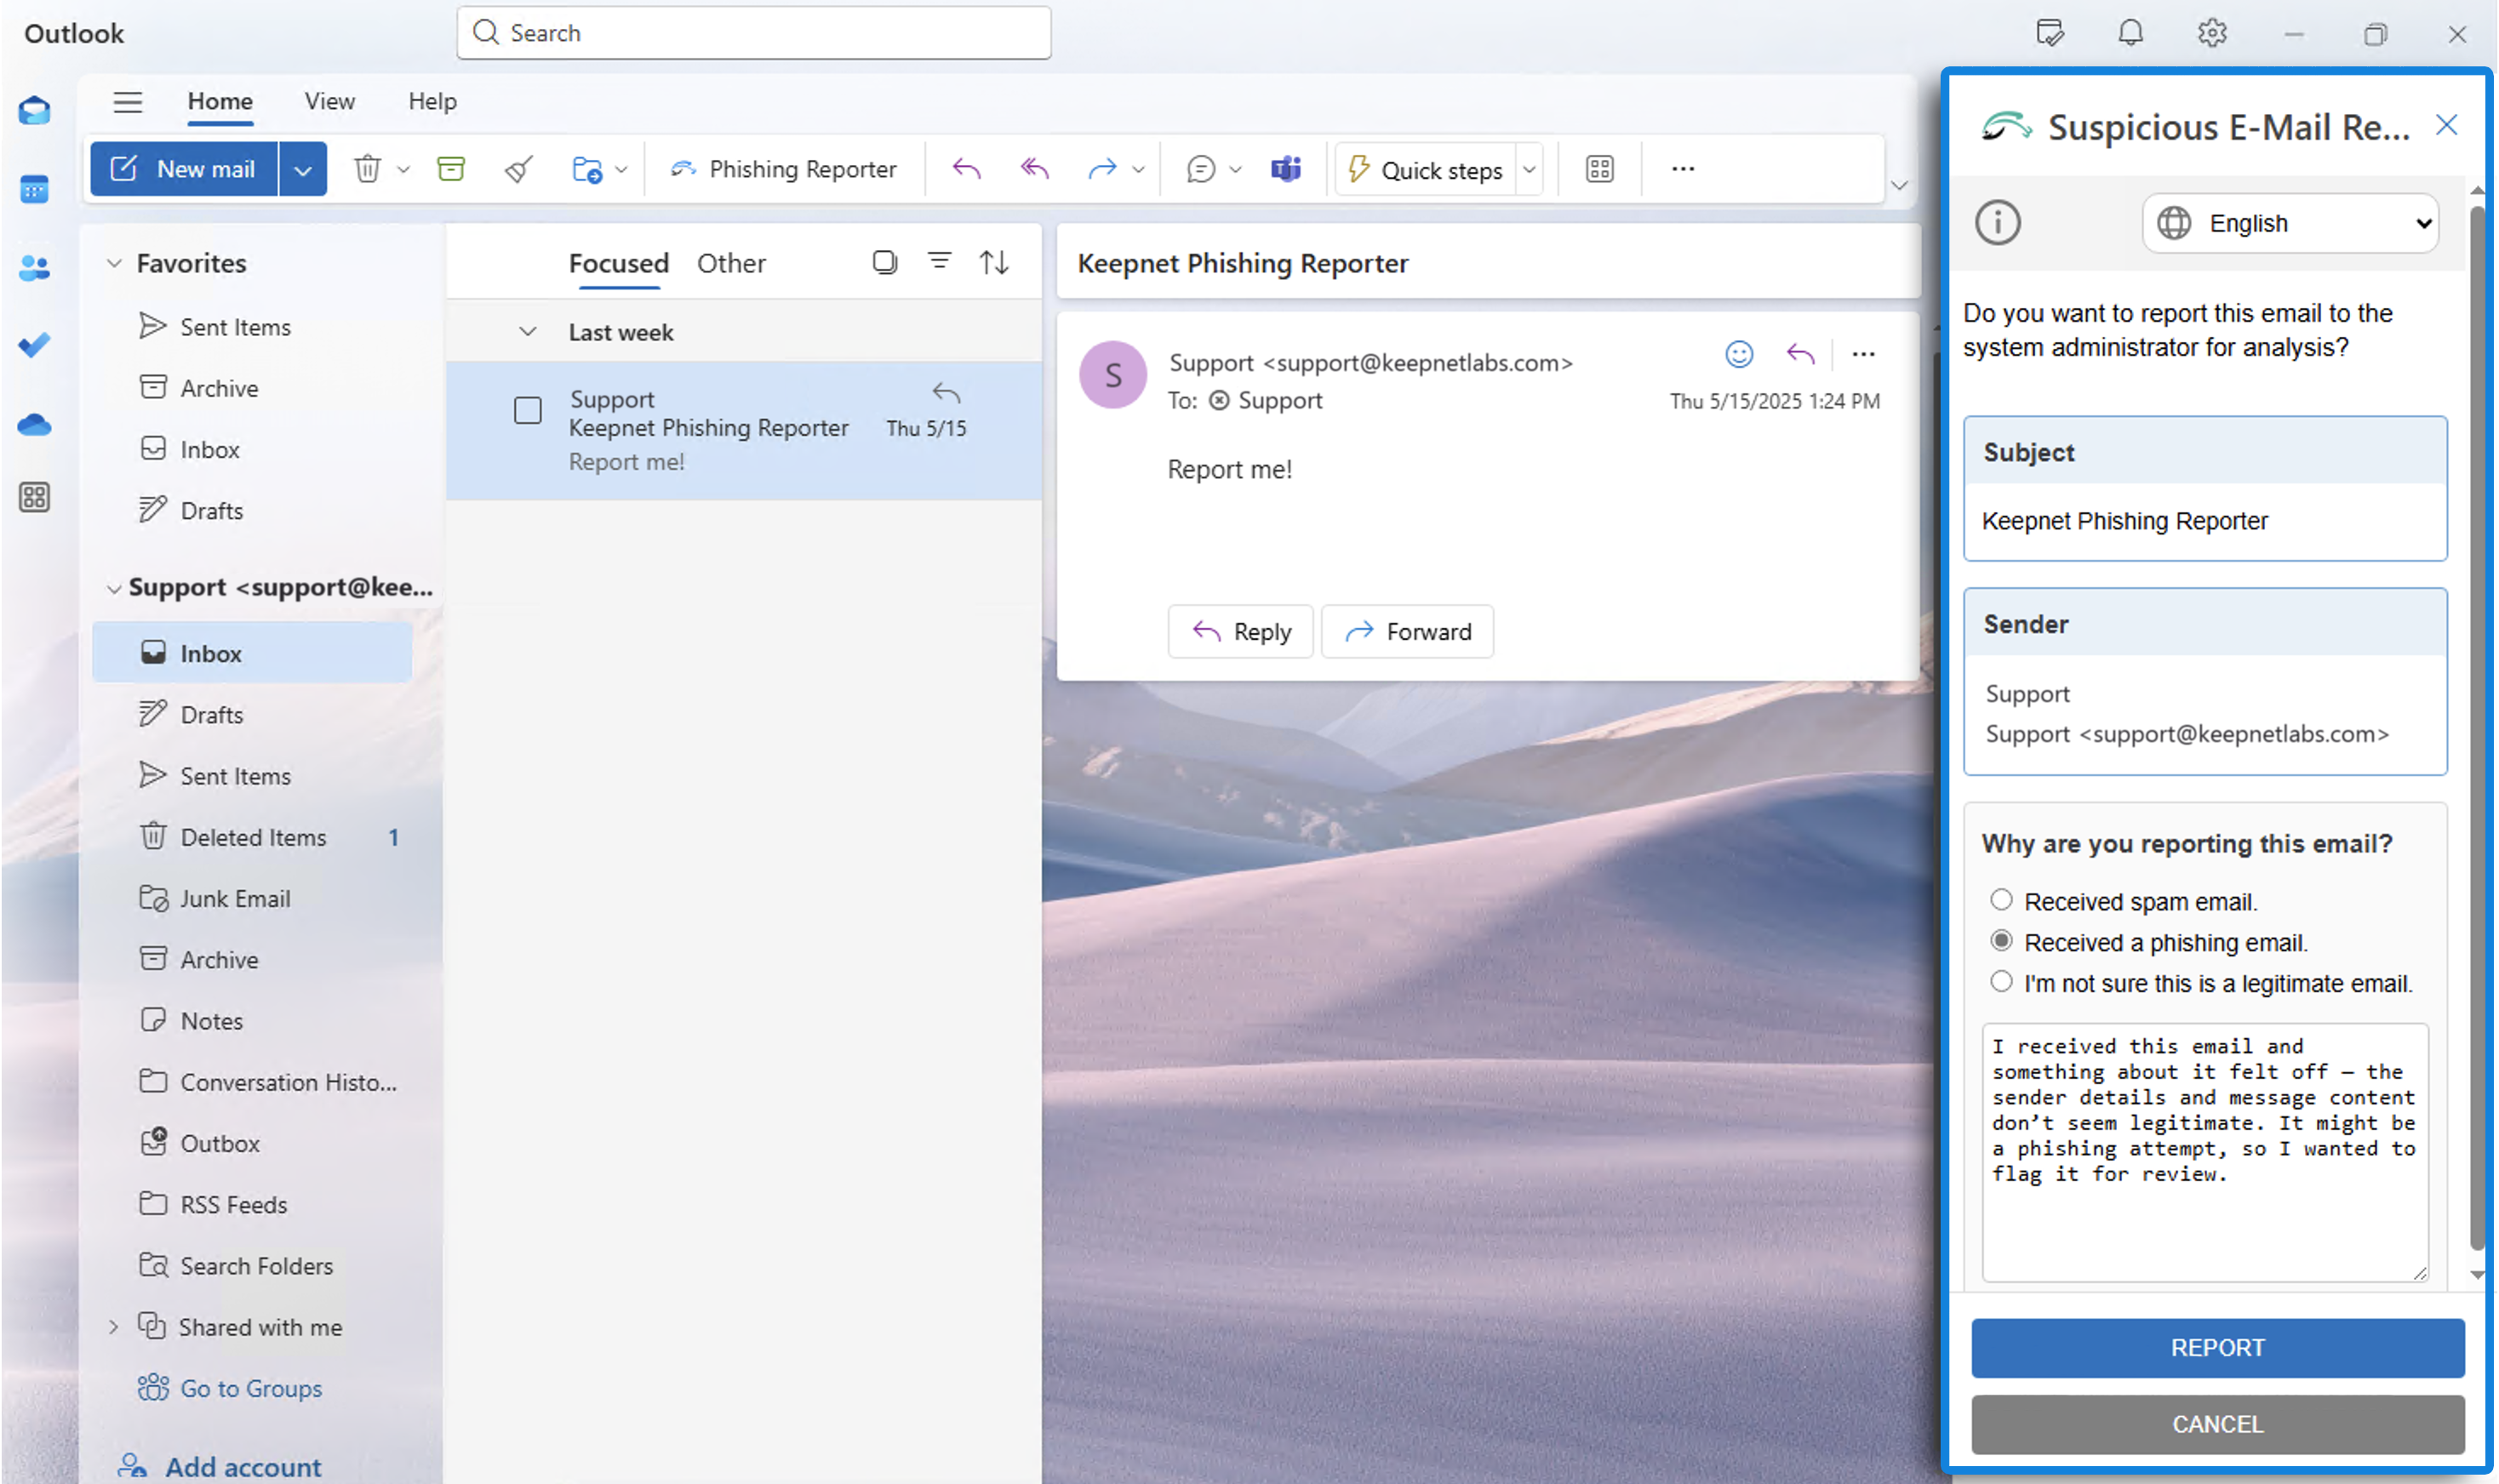 Outlook
Search
Home View Help
New mail
Phishing Reporter
Quick steps
Favorites
Sent Items
Archive
Inbox
Drafts
Support <support@kee...
Inbox
Drafts
Sent Items
Deleted Items 1
Junk Email
Archive
Notes
Conversation Histo...
Outbox
RSS Feeds
Search Folders
Shared with me
Go to Groups
Add account
Focused Other
Last week
Support
Keepnet Phishing Reporter Thu 5/15
Report me!
Keepnet Phishing Reporter
S
Support <support@keepnetlabs.com>
To: Support
Thu 5/15/2025 1:24 PM
Report me!
Reply Forward
Suspicious E-Mail Re...
English
Do you want to report this email to the
system administrator for analysis?
Subject
Keepnet Phishing Reporter
Sender
Support
Support <support@keepnetlabs.com>
Why are you reporting this email?
Received spam email.
Received a phishing email.
I'm not sure this is a legitimate email.
I received this email and
something about it felt off — the
sender details and message content
don’t seem legitimate. It might be
a phishing attempt, so I wanted to
flag it for review.
REPORT
CANCEL